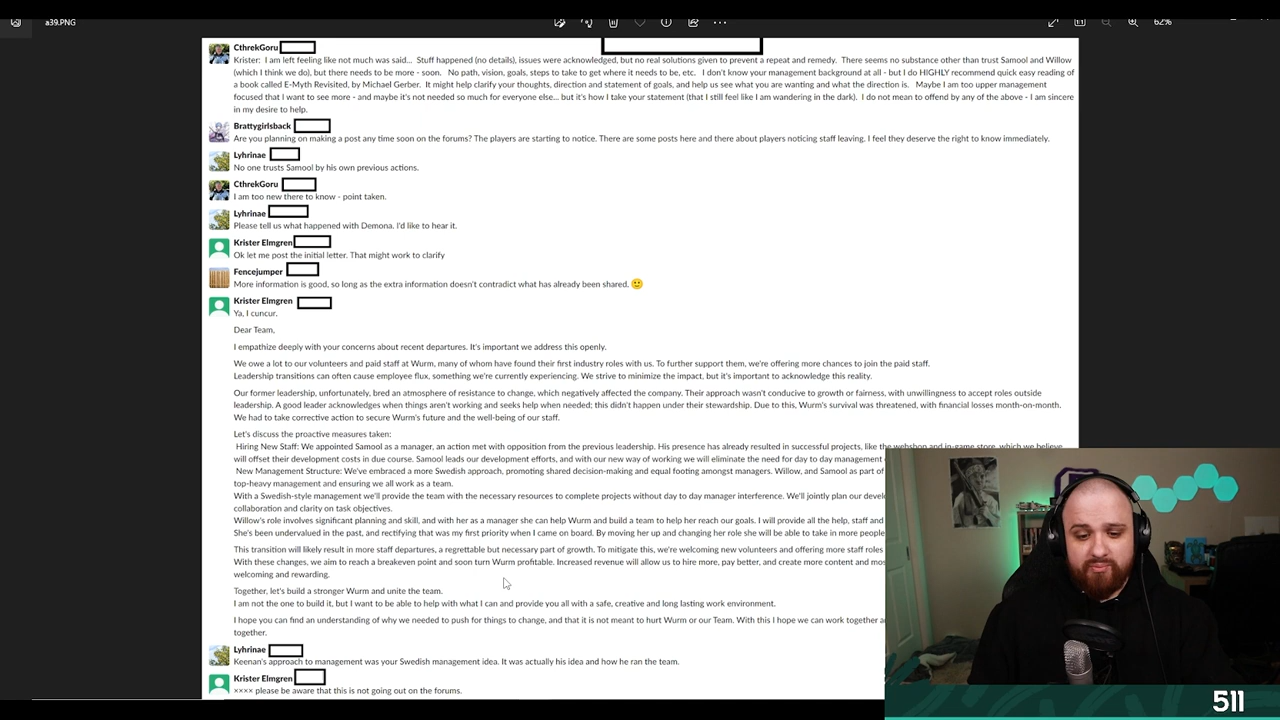 a39.PNG
62%
CthrekGoru
Krister: I am left feeling like not much was said... Stuff happened (no details), issues were acknowledged, but no real solutions given to prevent a repeat and remedy. There seems no substance other than trust Samool and Willow
(which I think we do), but there needs to be more - soon. No path, vision, goals, steps to take to get where it needs to be, etc. I don't know your management background at all - but I do HIGHLY recommend quick easy reading of
a book called E-Myth Revisited, by Michael Gerber. It might help clarify your thoughts, direction and statement of goals, and help us see what you are wanting and what the direction is. Maybe I am too upper management
focused that I want to see more - and maybe it's not needed so much for everyone else... but it's how I take your statement (that I still feel like I am wandering in the dark). I do not mean to offend by any of the above - I am sincere
in my desire to help.
Brattygirlsback
Are you planning on making a post any time soon on the forums? The players are starting to notice. There are some posts here and there about players noticing staff leaving. I feel they deserve the right to know immediately.
Lyhrinae
No one trusts Samool by his own previous actions.
CthrekGoru
I am too new there to know - point taken.
Lyhrinae
Please tell us what happened with Demona. I'd like to hear it.
Krister Elmgren
Ok let me post the initial letter. That might work to clarify
Fencejumper
More information is good, so long as the extra information doesn't contradict what has already been shared. 🙂
Krister Elmgren
Ya, I cuncur.
Dear Team,
I empathize deeply with your concerns about recent departures. It's important we address this openly.
We owe a lot to our volunteers and paid staff at Wurm, many of whom have found their first industry roles with us. To further support them, we're offering more chances to join the paid staff.
Leadership transitions can often cause employee flux, something we're currently experiencing. We strive to minimize the impact, but it's important to acknowledge this reality.
Our former leadership, unfortunately, bred an atmosphere of resistance to change, which negatively affected the company. Their approach wasn't conducive to growth or fairness, with unwillingness to accept roles outside
leadership. A good leader acknowledges when things aren't working and seeks help when needed; this didn't happen under their stewardship. Due to this, Wurm's survival was threatened, with financial losses month-on-month.
We had to take corrective action to secure Wurm's future and the well-being of our staff.
Let's discuss the proactive measures taken:
Hiring New Staff: We appointed Samool as a manager, an action met with opposition from the previous leadership. His presence has already resulted in successful projects, like the webshop and in-game store, which we believe
will offset their development costs in due course. Samool leads our development efforts, and with our new way of working we will eliminate the need for day to day management
New Management Structure: We've embraced a more Swedish approach, promoting shared decision-making and equal footing amongst managers. Willow, and Samool as part of
top-heavy management and ensuring we all work as a team.
With a Swedish-style management we'll provide the team with the necessary resources to complete projects without day to day manager interference. We'll jointly plan our
collaboration and clarity on task objectives.
Willow's role involves significant planning and skill, and with her as a manager she can help Wurm and build a team to help her reach our goals. I will provide all the help, staff and
She's been undervalued in the past, and rectifying that was my first priority when I came on board. By moving her up and changing her role she will be able to take in more people
This transition will likely result in more staff departures, a regrettable but necessary part of growth. To mitigate this, we're welcoming new volunteers and offering more staff roles
With these changes, we aim to reach a breakeven point and soon turn Wurm profitable. Increased revenue will allow us to hire more, pay better, and create more content and
welcoming and rewarding.
Together, let's build a stronger Wurm and unite the team.
I am not the one to build it, but I want to be able to help with what I can and provide you all with a safe, creative and long lasting work environment.
I hope you can find an understanding of why we needed to push for things to change, and that it is not meant to hurt Wurm or our Team. With this I hope we can work together
together.
Lyhrinae
Keenan's approach to management was your Swedish management idea. It was actually his idea and how he ran the team.
Krister Elmgren
×××× please be aware that this is not going out on the forums.
511